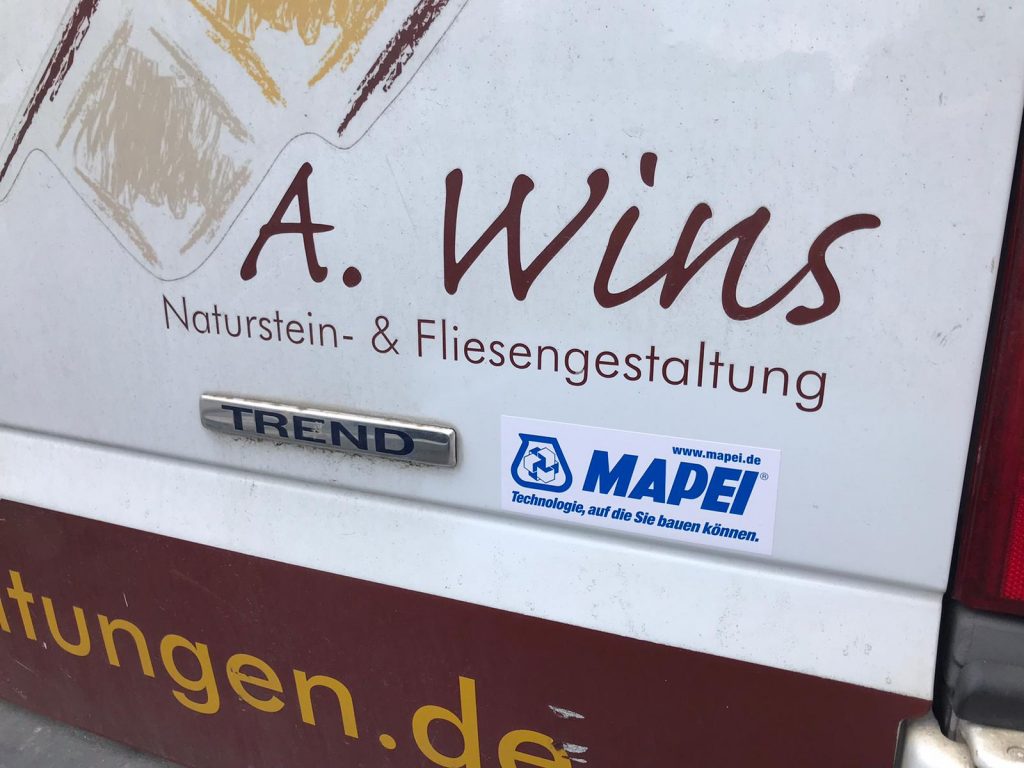 A. Wins
Naturstein- & Fliesengestaltung
TREND
www.mapei.de
MAPEI®
Technologie, auf die Sie bauen können.
tungen.de